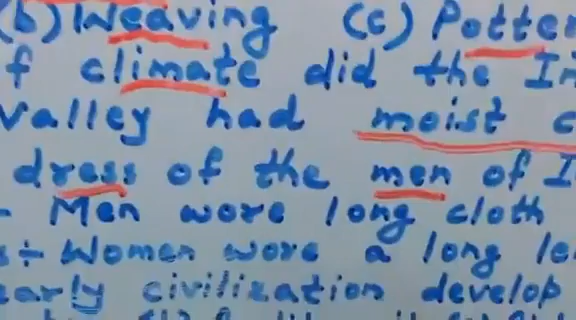 (b) Weaving (c) Potter
f climate did the In
valley had moist c
dress of the men of I
- Men wore long cloth
s÷ Women wore a long le
early civilization develop